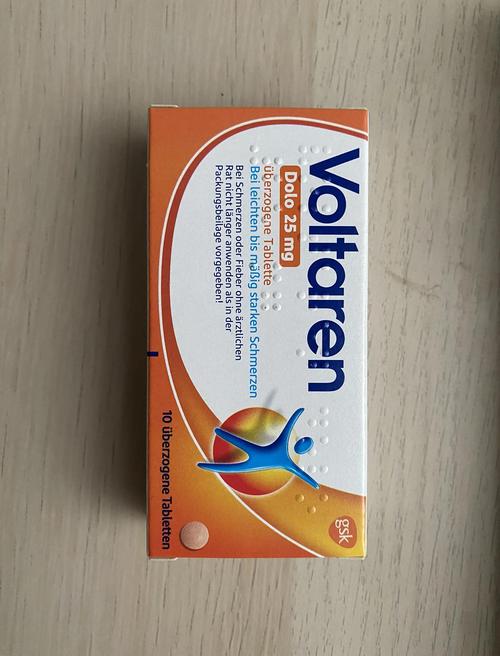 Voltaren
Dolo 25 mg
überzogene Tablette
Bei leichten bis mäßig starken Schmerzen
Bei Schmerzen oder Fieber ohne ärztlichen
Rat nicht länger anwenden als in der
Packungsbeilage vorgegeben!
gsk
10 überzogene Tabletten